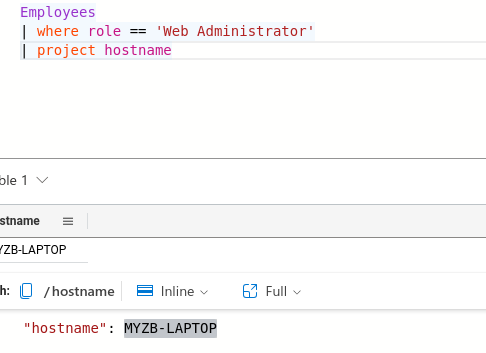 Employees
| where role == 'Web Administrator'
| project hostname
ble 1
stname
YZB-LAPTOP
h: /hostname Inline Full
"hostname": MYZB-LAPTOP